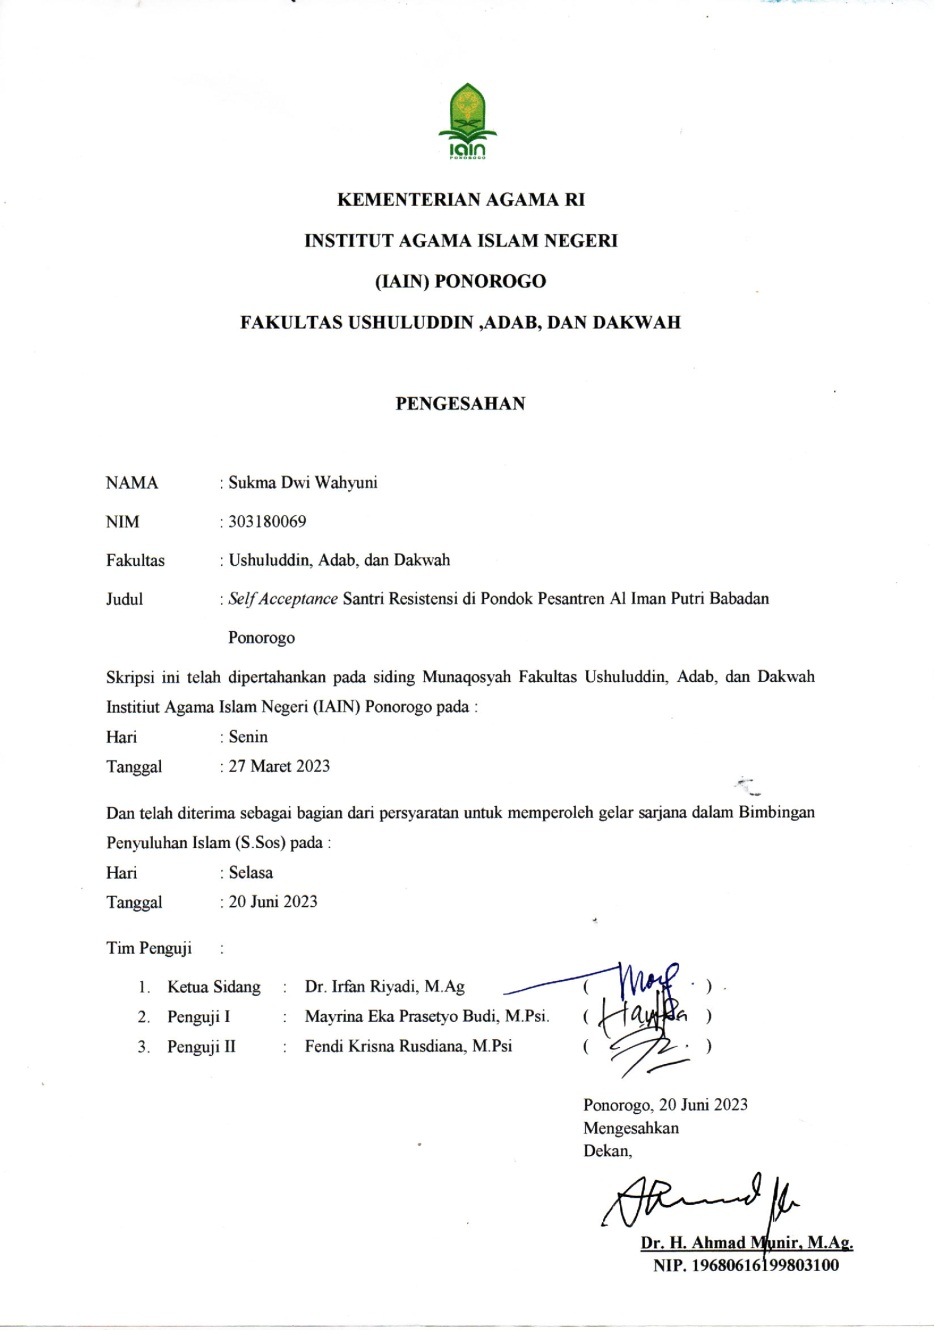 iain
PONOROGO
KEMENTERIAN AGAMA RI
INSTITUT AGAMA ISLAM NEGERI
(IAIN) PONOROGO
FAKULTAS USHULUDDIN ,ADAB, DAN DAKWAH
PENGESAHAN
NAMA : Sukma Dwi Wahyuni
NIM : 303180069
Fakultas : Ushuluddin, Adab, dan Dakwah
Judul : Self Acceptance Santri Resistensi di Pondok Pesantren Al Iman Putri Babadan
Ponorogo
Skripsi ini telah dipertahankan pada siding Munaqosyah Fakultas Ushuluddin, Adab, dan Dakwah
Institiut Agama Islam Negeri (IAIN) Ponorogo pada :
Hari : Senin
Tanggal : 27 Maret 2023
Dan telah diterima sebagai bagian dari persyaratan untuk memperoleh gelar sarjana dalam Bimbingan
Penyuluhan Islam (S.Sos) pada :
Hari : Selasa
Tanggal : 20 Juni 2023
Tim Penguji :
1. Ketua Sidang : Dr. Irfan Riyadi, M.Ag ( )
2. Penguji I : Mayrina Eka Prasetyo Budi, M.Psi. ( )
3. Penguji II : Fendi Krisna Rusdiana, M.Psi ( )
Ponorogo, 20 Juni 2023
Mengesahkan
Dekan,
Dr. H. Ahmad Munir, M.Ag.
NIP. 19680616199803100